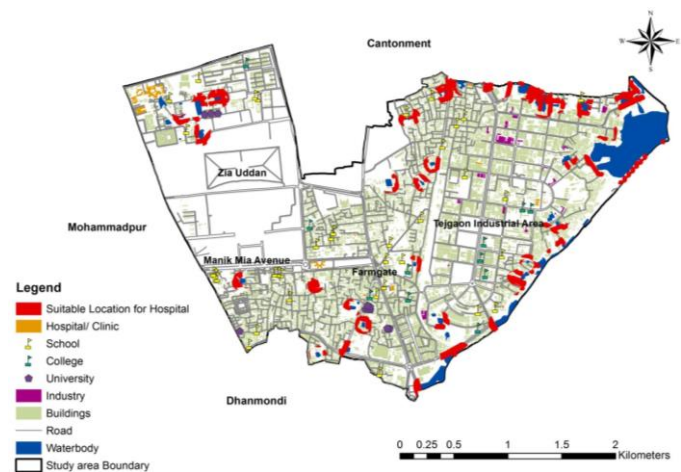 N
W E
S
Cantonment
Zia Uddan
Mohammadpur
Tejgaon Industrial Area
Manik Mia Avenue
Farmgate
Legend
Suitable Location for Hospital
Hospital/ Clinic
School
College
University
Industry
Buildings
Road
Waterbody
Study area Boundary
Dhanmondi
0 0.25 0.5 1 1.5 2
Kilometers